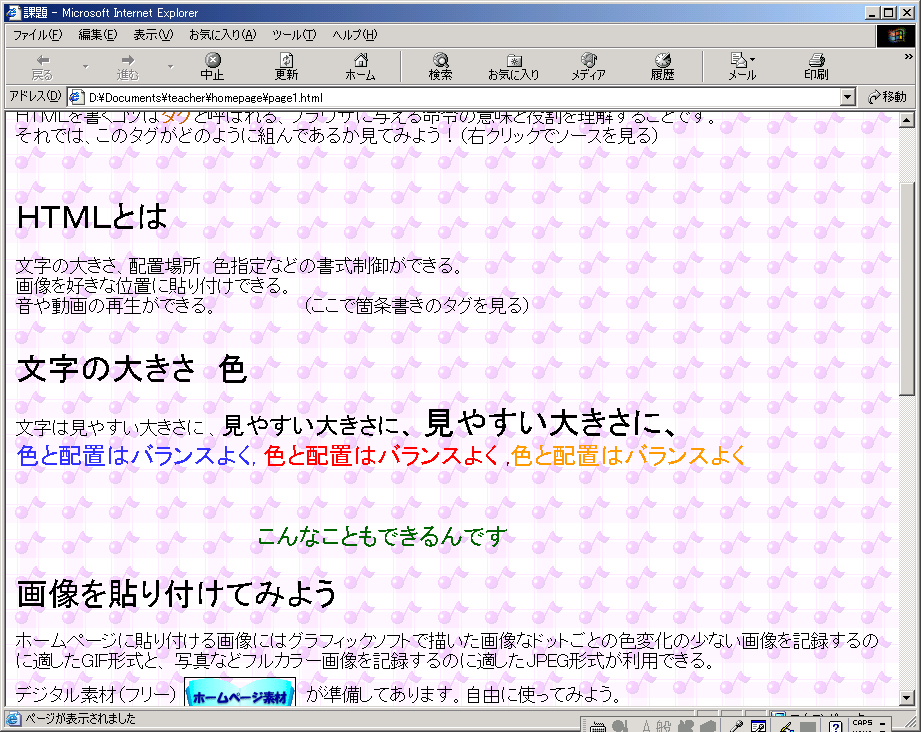 課題 - Microsoft Internet Explorer
ファイル(F) 編集(E) 表示(V) お気に入り(A) ツール(T) ヘルプ(H)
戻る 進む 中止 更新 ホーム 検索 お気に入り メディア 履歴 メール 印刷
アドレス(D) D:¥Documents¥teacher¥homepage¥page1.html 移動
HTMLを書くコツはタグと呼ばれる、ブラウザに与える命令の意味と役割を理解することです。
それでは、このタグがどのように組んであるか見てみよう！（右クリックでソースを見る）
HTMLとは
文字の大きさ、配置場所 色指定などの書式制御ができる。
画像を好きな位置に貼り付けできる。
音や動画の再生ができる。 （ここで箇条書きのタグを見る）
文字の大きさ 色
文字は見やすい大きさに、見やすい大きさに、見やすい大きさに、
色と配置はバランスよく, 色と配置はバランスよく ,色と配置はバランスよく
こんなこともできるんです
画像を貼り付けてみよう
ホームページに貼り付ける画像にはグラフィックソフトで描いた画像なドットごとの色変化の少ない画像を記録するの
に適したGIF形式と、 写真などフルカラー画像を記録するのに適したJPEG形式が利用できる。
デジタル素材（フリー） ホームページ素材 が準備してあります。自由に使ってみよう。
ページが表示されました
A 般 CAPS